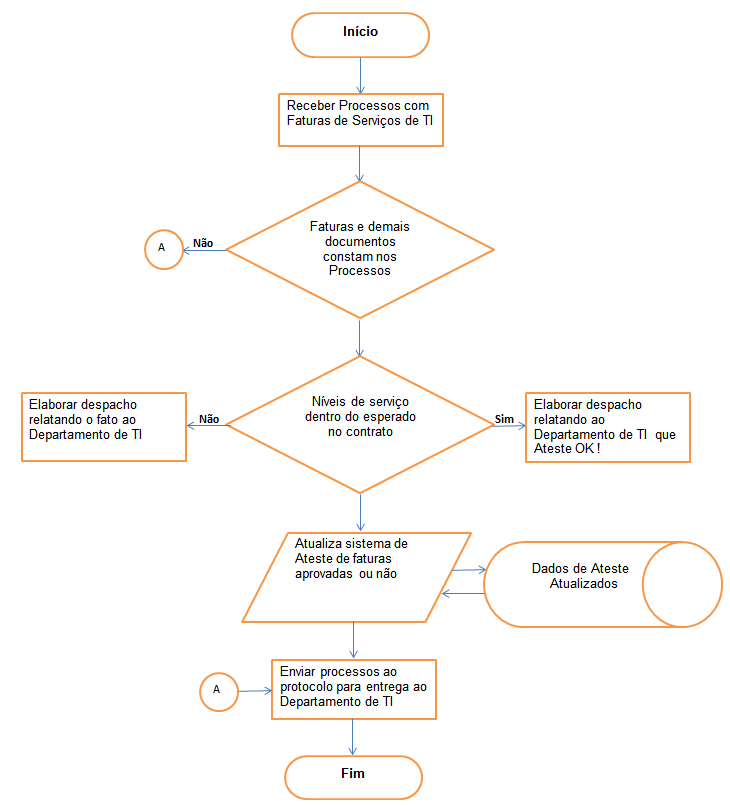 Início
Receber Processos com
Faturas de Serviços de TI
Faturas e demais
documentos
constam nos
Processos
Não
A
Níveis de serviço
dentro do esperado
no contrato
Não
Elaborar despacho
relatando o fato ao
Departamento de TI
Sim
Elaborar despacho
relatando ao
Departamento de TI que
Ateste OK !
Atualiza sistema de
Ateste de faturas
aprovadas ou não
Dados de Ateste
Atualizados
A
Enviar processos ao
protocolo para entrega ao
Departamento de TI
Fim